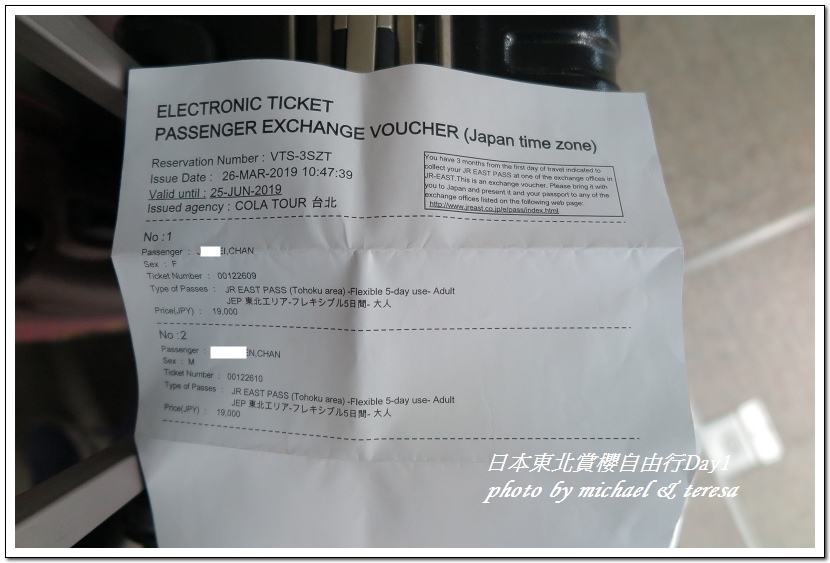 ELECTRONIC TICKET
PASSENGER EXCHANGE VOUCHER (Japan time zone)
Reservation Number : VTS-3SZT
Issue Date : 26-MAR-2019 10:47:39
Valid until : 25-JUN-2019
Issued agency : COLA TOUR 台北
You have 3 months from the first day of travel indicated to
collect your JR EAST PASS at one of the exchange offices in
JR-EAST.This is an exchange voucher. Please bring it with
you to Japan and present it and your passport to any of the
exchange offices listed on the following web page:
http://www.jreast.co.jp/e/pass/index.html
No :1
Passenger : J EI,CHAN
Sex : F
Ticket Number : 00122609
Type of Passes : JR EAST PASS (Tohoku area) -Flexible 5-day use- Adult
JEP 東北エリア-フレキシブル5日間- 大人
Price(JPY) : 19,000
No :2
Passenger : EN,CHAN
Sex : M
Ticket Number : 00122610
Type of Passes : JR EAST PASS (Tohoku area) -Flexible 5-day use- Adult
JEP 東北エリア-フレキシブル5日間- 大人
Price(JPY) : 19,000
日本東北賞櫻自由行Day1
photo by michael & teresa